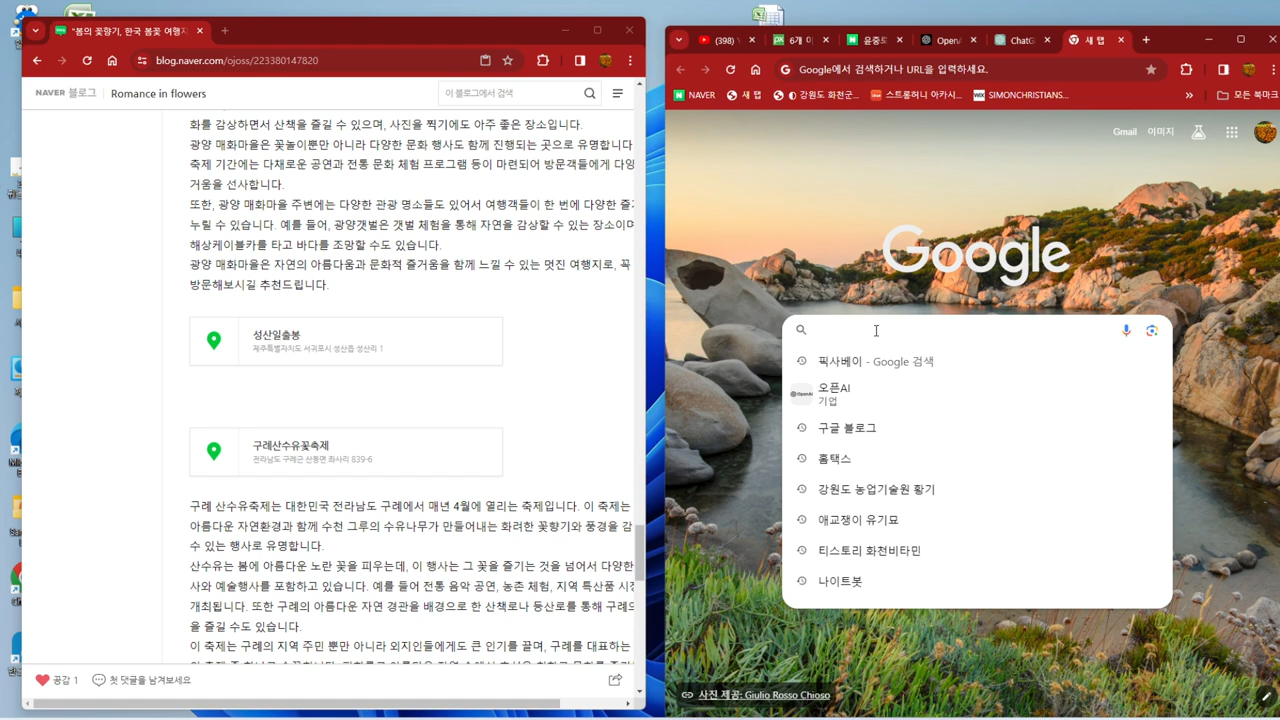 "봄의 꽃향기, 한국 봄꽃 여행지
blog.naver.com/ojoss/223380147820
NAVER 블로그
Romance in flowers
이 블로그에서 검색
화를 감상하면서 산책을 즐길 수 있으며, 사진을 찍기에도 아주 좋은 장소입니다.
광양 매화마을은 꽃놀이뿐만 아니라 다양한 문화 행사도 함께 진행되는 곳으로 유명합니다
축제 기간에는 다채로운 공연과 전통 문화 체험 프로그램 등이 마련되어 방문객들에게 다양
거움을 선사합니다.
또한, 광양 매화마을 주변에는 다양한 관광 명소들도 있어서 여행객들이 한 번에 다양한 즐
누릴 수 있습니다. 예를 들어, 광양갯벌은 갯벌 체험을 통해 자연을 감상할 수 있는 장소이며
해상케이블카를 타고 바다를 조망할 수도 있습니다.
광양 매화마을은 자연의 아름다움과 문화적 즐거움을 함께 느낄 수 있는 멋진 여행지로, 꼭
방문해보시길 추천드립니다.
성산일출봉
제주특별자치도 서귀포시 성산읍 성산리 1
구례산수유꽃축제
전라남도 구례군 산동면 좌사리 839-6
구례 산수유축제는 대한민국 전라남도 구례에서 매년 4월에 열리는 축제입니다. 이 축제는
아름다운 자연환경과 함께 수천 그루의 수유나무가 만들어내는 화려한 꽃향기와 풍경을 감
수 있는 행사로 유명합니다.
산수유는 봄에 아름다운 노란 꽃을 피우는데, 이 행사는 그 꽃을 즐기는 것을 넘어서 다양한
사와 예술행사를 포함하고 있습니다. 예를 들어 전통 음악 공연, 농촌 체험, 지역 특산품 시장
개최됩니다. 또한 구례의 아름다운 자연 경관을 배경으로 한 산책로나 등산로를 통해 구례의
을 즐길 수도 있습니다.
이 축제는 구례의 지역 주민 뿐만 아니라 외지인들에게도 큰 인기를 끌며, 구례를 대표하는
공감 1
첫 댓글을 남겨보세요
(398)
6개 이
윤중로
OpenA
ChatG
새 탭
Google에서 검색하거나 URL을 입력하세요.
NAVER
새 탭
강원도 화천군...
스트롱허니 아카시...
SIMONCHRISTIANS...
»
모든 북마크
Gmail
이미지
Google
픽사베이 - Google 검색
오픈AI
기업
구글 블로그
홈택스
강원도 농업기술원 황기
애교쟁이 유기묘
티스토리 화천비타민
나이트봇
사진 제공: Giulio Rosso Chioso